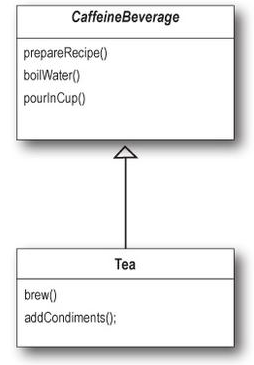 CaffeineBeverage
prepareRecipe()
boilWater()
pourInCup()
Tea
brew()
addCondiments();